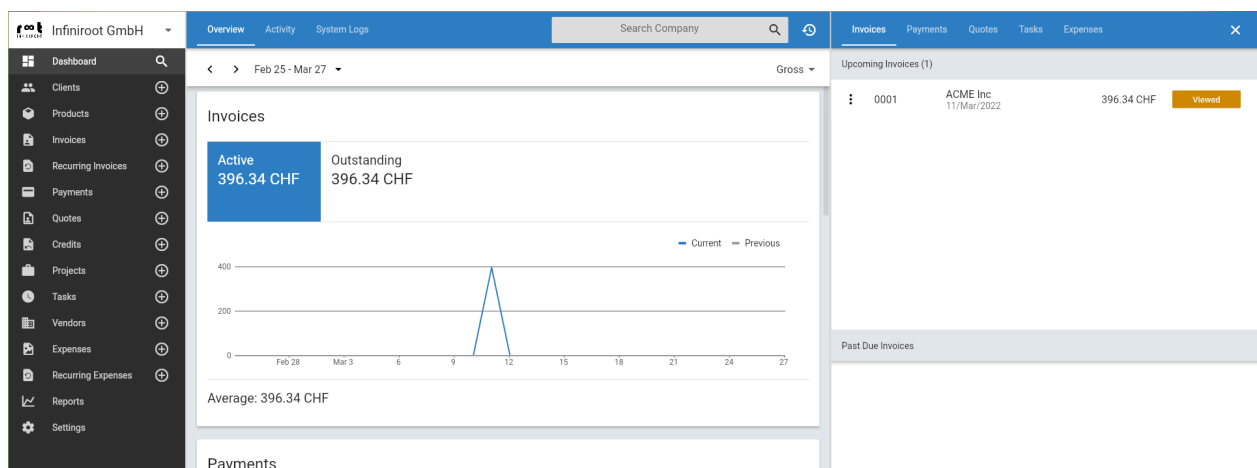 Infiniroot GmbH
Dashboard
Clients
Products
Invoices
Recurring Invoices
Payments
Quotes
Credits
Projects
Tasks
Vendors
Expenses
Recurring Expenses
Reports
Settings
Overview Activity System Logs Search Company
Feb 25 - Mar 27 Gross
Invoices
Active Outstanding
396.34 CHF 396.34 CHF
Current Previous
400
200
0
Feb 28 Mar 3 6 9 12 15 18 21 24 27
Average: 396.34 CHF
Payments
Invoices Payments Quotes Tasks Expenses
Upcoming Invoices (1)
0001 ACME Inc 396.34 CHF Viewed
11/Mar/2022
Past Due Invoices